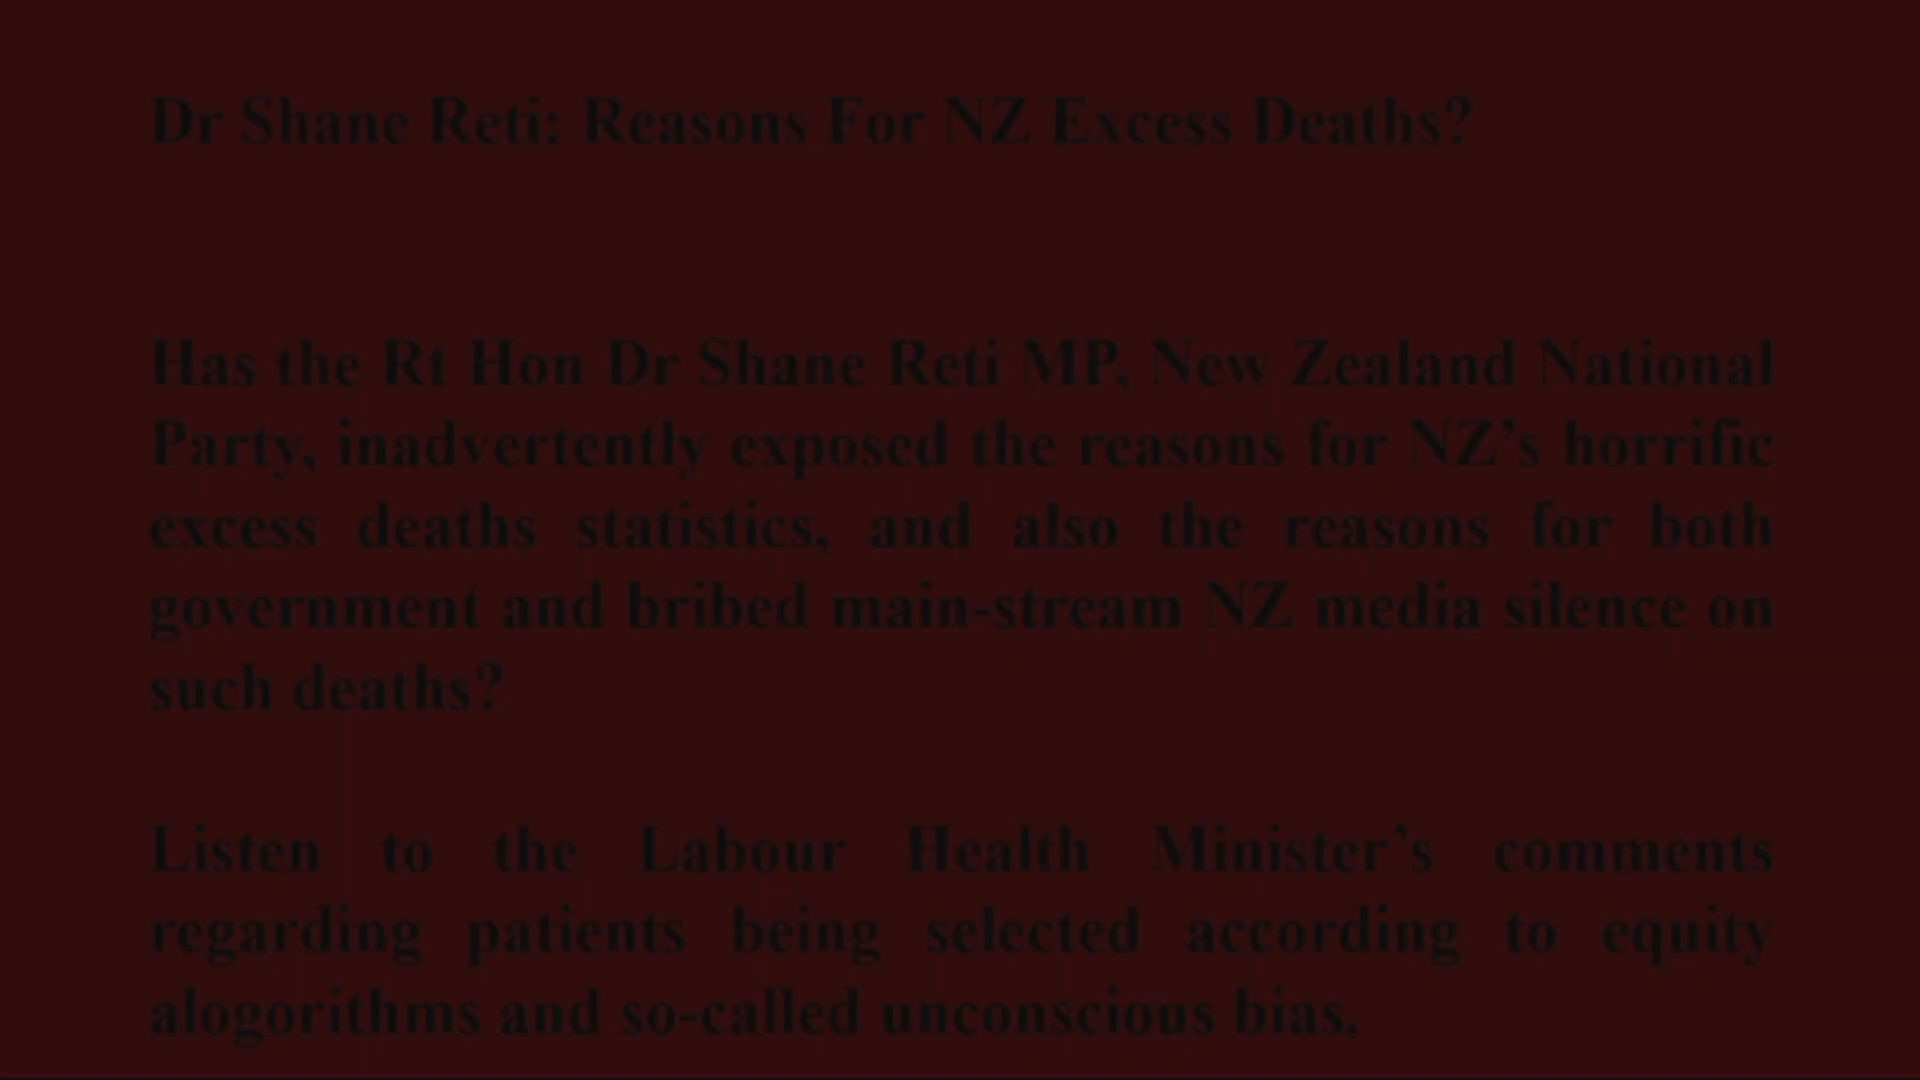 Dr Shane Reti: Reasons For NZ Excess Deaths?
Has the Rt Hon Dr Shane Reti MP, New Zealand National
Party, inadvertently exposed the reasons for NZ’s horrific
excess deaths statistics, and also the reasons for both
government and bribed main-stream NZ media silence on
such deaths?
Listen to the Labour Health Minister’s comments
regarding patients being selected according to equity
alogorithms and so-called unconscious bias.